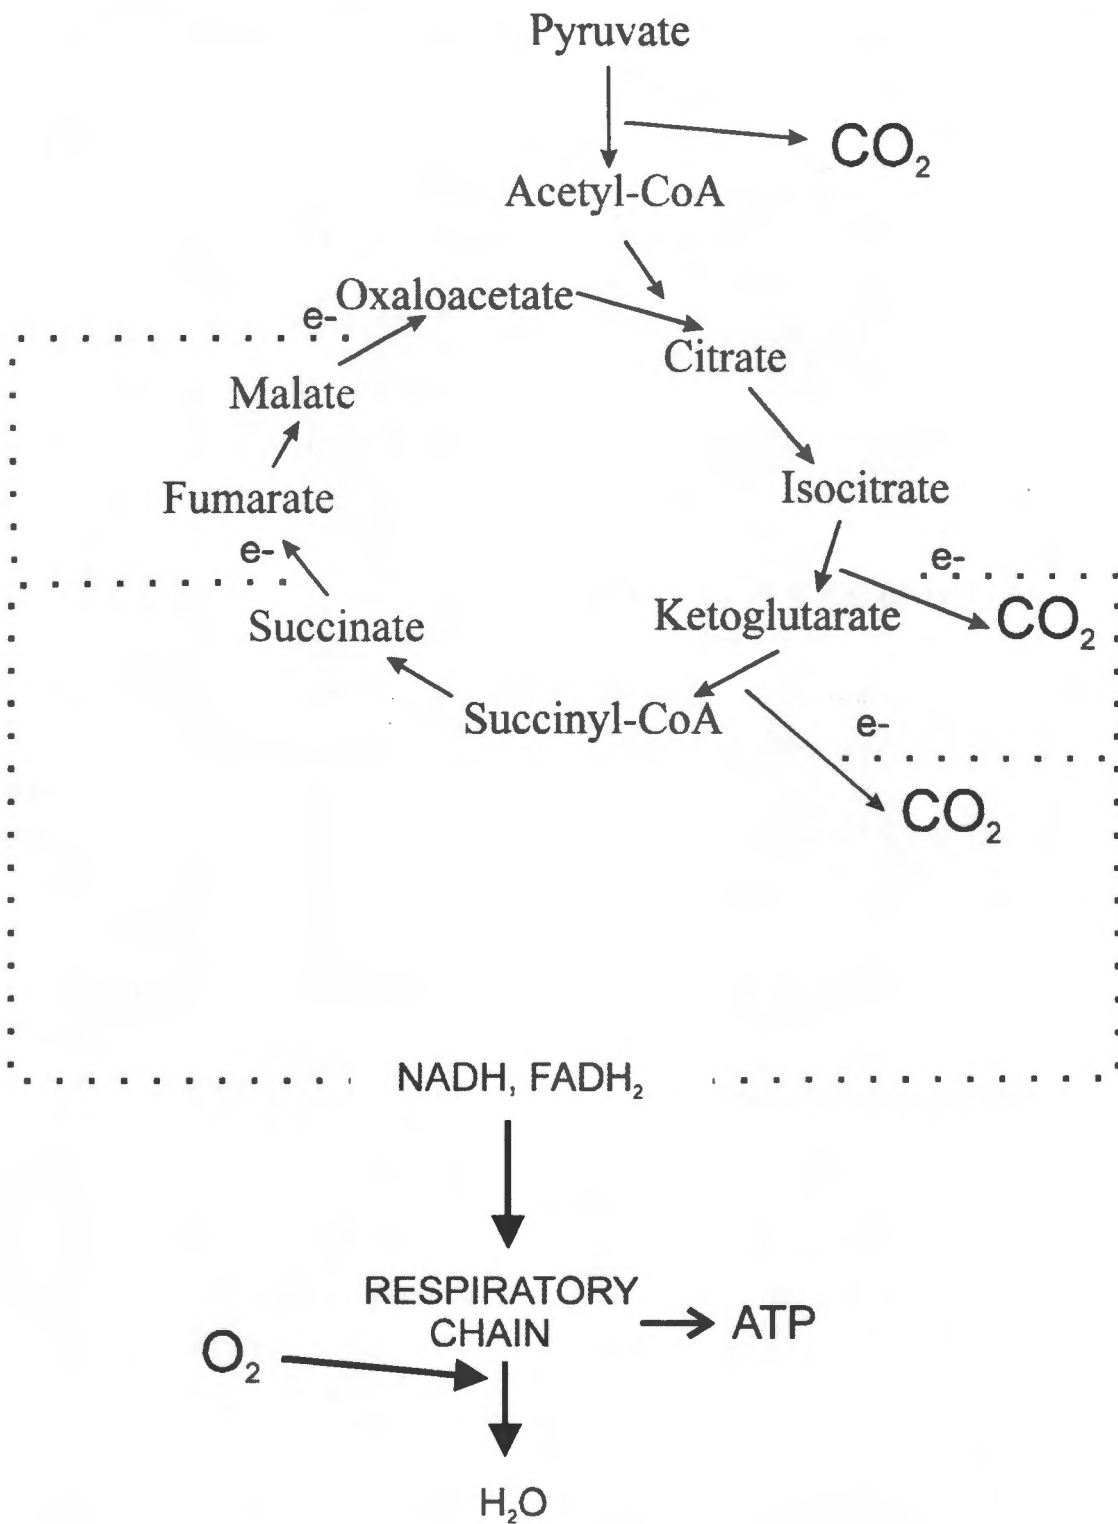 Pyruvate
CO₂
Acetyl-CoA
Oxaloacetate
e-
Citrate
Malate
Isocitrate
Fumarate
e-
e-
Ketoglutarate
CO₂
Succinate
Succinyl-CoA
e-
CO₂
NADH, FADH₂
RESPIRATORY
CHAIN
ATP
O₂
H₂O